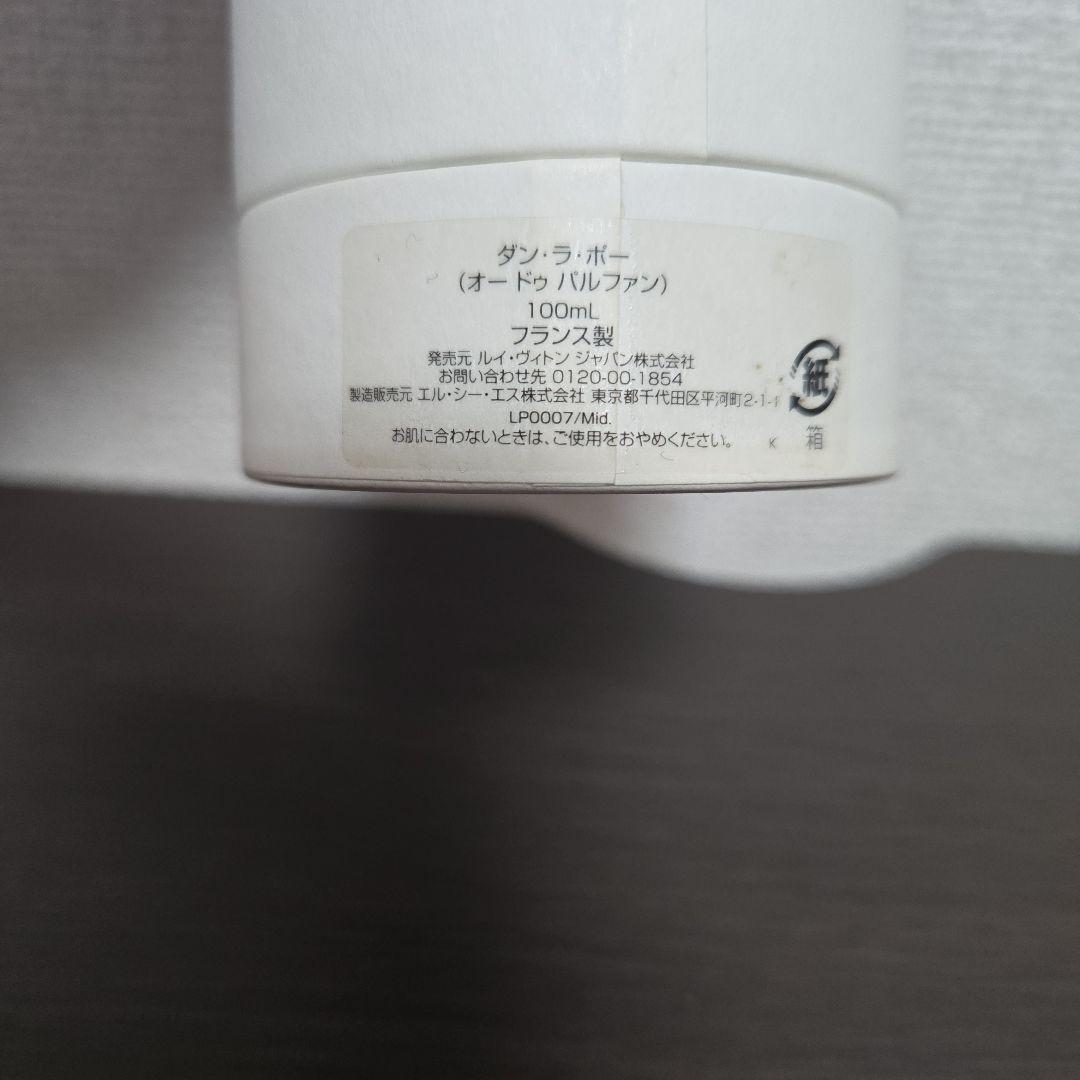 ダン・ラ・ポー
(オー ドゥ パルファン)
100mL
フランス製
発売元 ルイ・ヴィトン ジャパン株式会社
お問い合わせ先 0120-00-1854
製造販売元 エル・シー・エス株式会社 東京都千代田区平河町2-1-1
LP0007/Mid.
お肌に合わないときは、ご使用をおやめください。 K
紙
箱